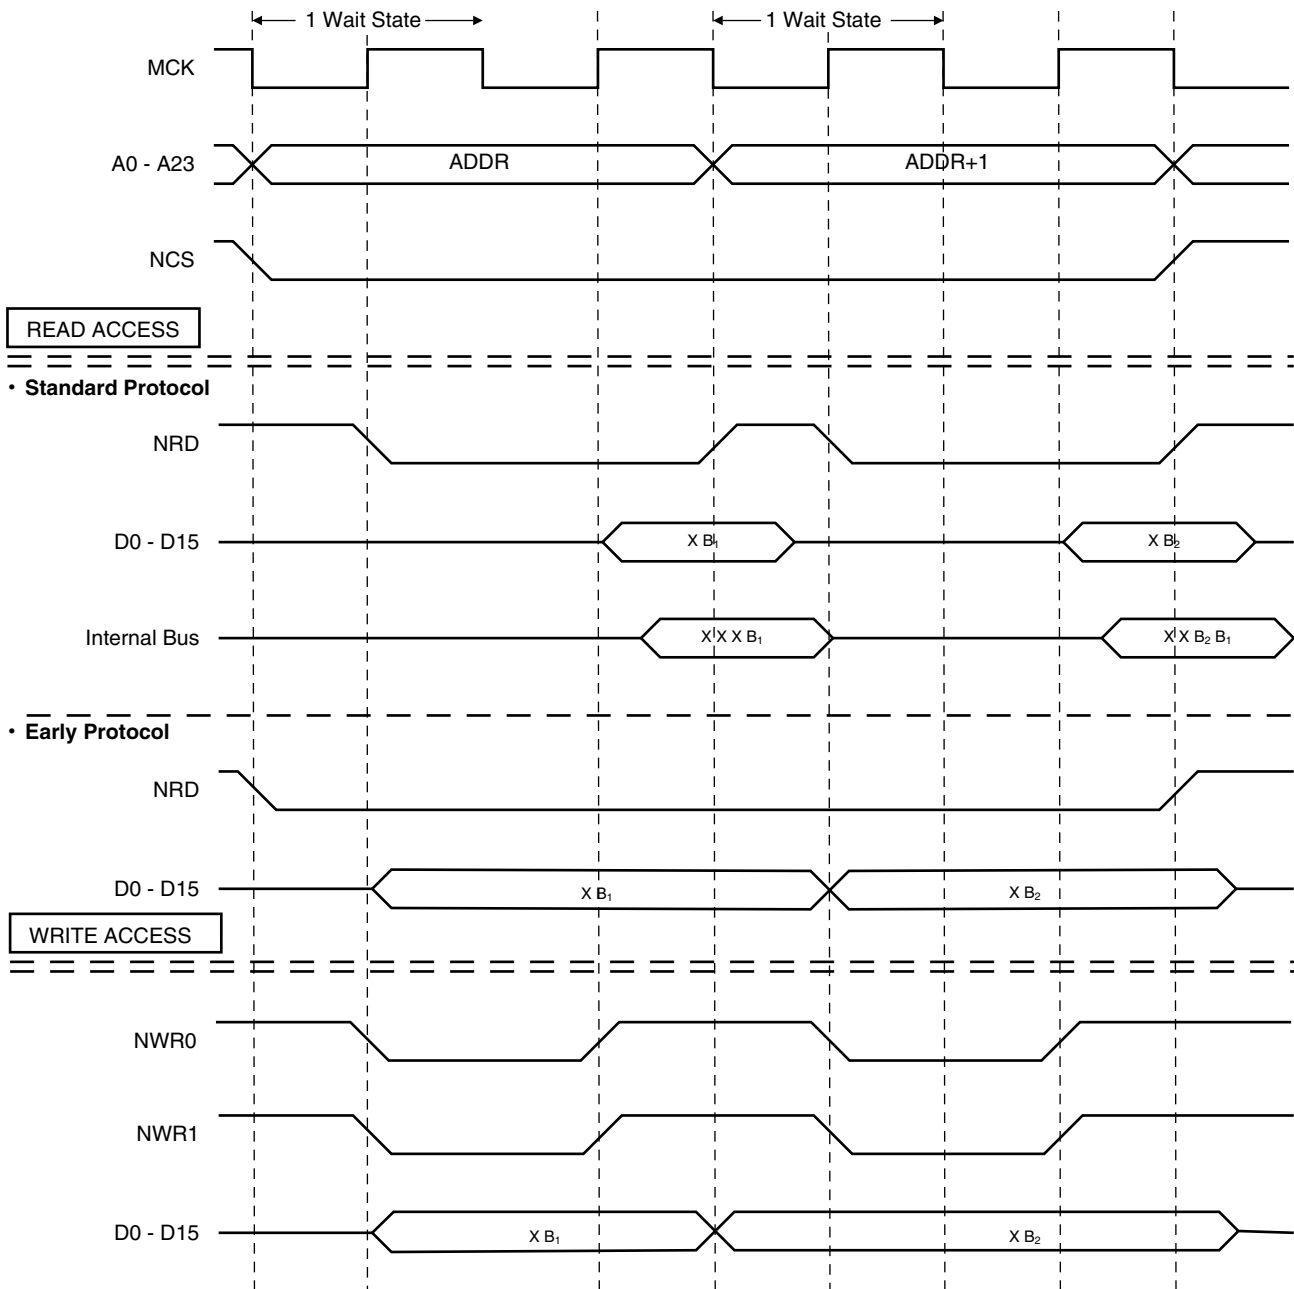 1 Wait State 1 Wait State
MCK
A0 - A23 ADDR ADDR+1
NCS
READ ACCESS
• Standard Protocol
NRD
D0 - D15 X B₁ X B₂
Internal Bus X X X B₁ X X B₂ B₁
• Early Protocol
NRD
D0 - D15 X B₁ X B₂
WRITE ACCESS
NWR0
NWR1
D0 - D15 X B₁ X B₂